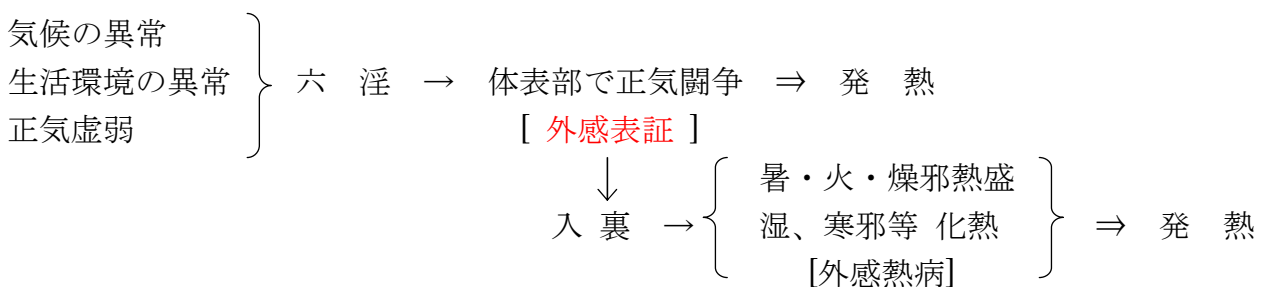 気候の異常
生活環境の異常 六 淫 → 体表部で正気闘争 ⇒ 発 熱
正気虚弱 [ 外感表証 ]
↓
暑・火・燥邪熱盛
入 裏 → 湿、寒邪等 化熱 ⇒ 発 熱
[外感熱病]